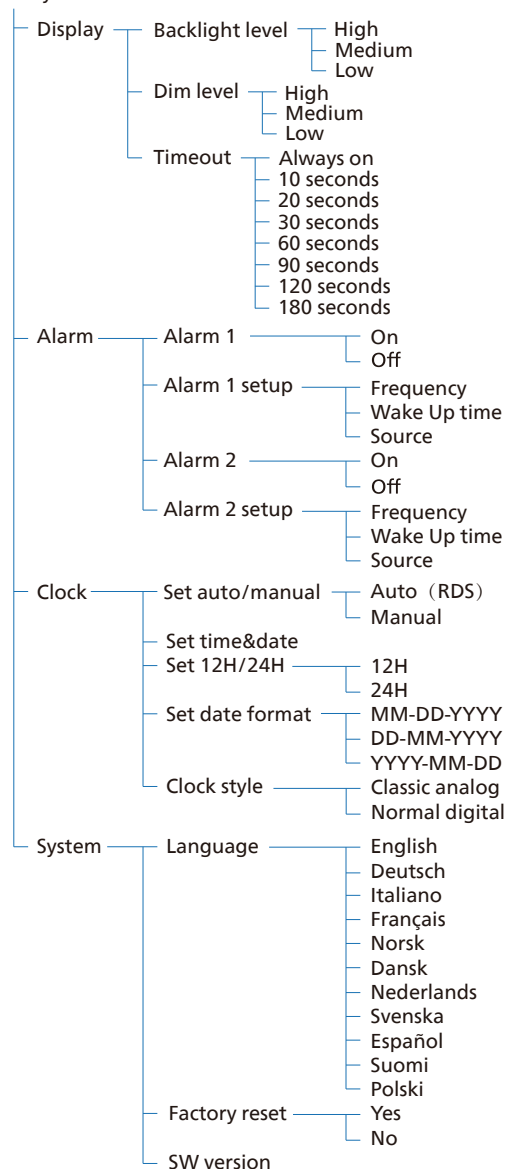 Display Backlight level High
Medium
Low
Dim level High
Medium
Low
Timeout Always on
10 seconds
20 seconds
30 seconds
60 seconds
90 seconds
120 seconds
180 seconds
Alarm Alarm 1 On
Off
Alarm 1 setup Frequency
Wake Up time
Source
Alarm 2 On
Off
Alarm 2 setup Frequency
Wake Up time
Source
Clock Set auto/manual Auto（RDS）
Manual
Set time&date
Set 12H/24H 12H
24H
Set date format MM-DD-YYYY
DD-MM-YYYY
YYYY-MM-DD
Clock style Classic analog
Normal digital
System Language English
Deutsch
Italiano
Français
Norsk
Dansk
Nederlands
Svenska
Español
Suomi
Polski
Factory reset Yes
No
SW version